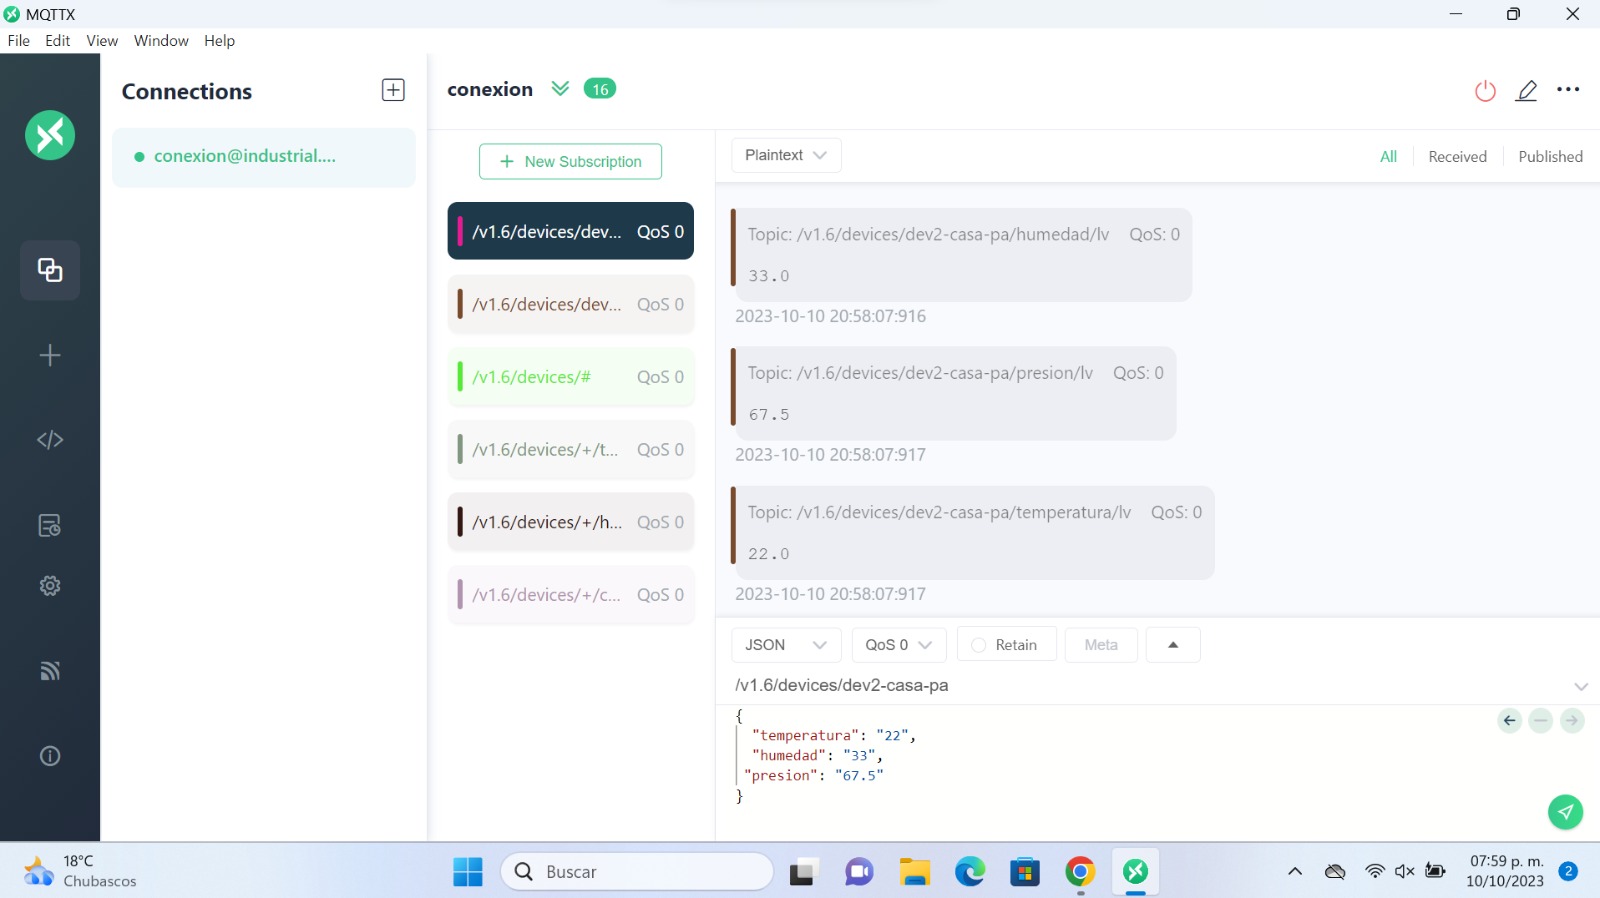 MQTTX
File Edit View Window Help
Connections
conexion@industrial....
conexion 16
New Subscription
/v1.6/devices/dev... QoS 0
/v1.6/devices/dev... QoS 0
/v1.6/devices/# QoS 0
/v1.6/devices/+/t... QoS 0
/v1.6/devices/+/h... QoS 0
/v1.6/devices/+/c... QoS 0
Plaintext All Received Published
Topic: /v1.6/devices/dev2-casa-pa/humedad/lv QoS: 0
33.0
2023-10-10 20:58:07:916
Topic: /v1.6/devices/dev2-casa-pa/presion/lv QoS: 0
67.5
2023-10-10 20:58:07:917
Topic: /v1.6/devices/dev2-casa-pa/temperatura/lv QoS: 0
22.0
2023-10-10 20:58:07:917
JSON QoS 0 Retain Meta
/v1.6/devices/dev2-casa-pa
{
"temperatura": "22",
"humedad": "33",
"presion": "67.5"
}
18°C
Chubascos
Buscar
07:59 p. m.
10/10/2023
2